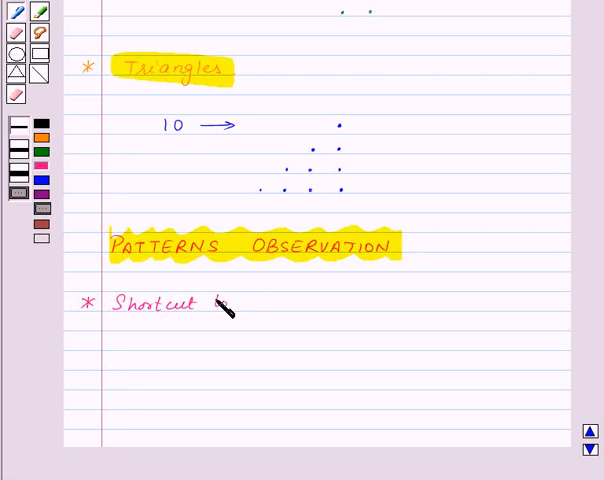 * Triangles
10 →
PATTERNS OBSERVATION
* Shortcut